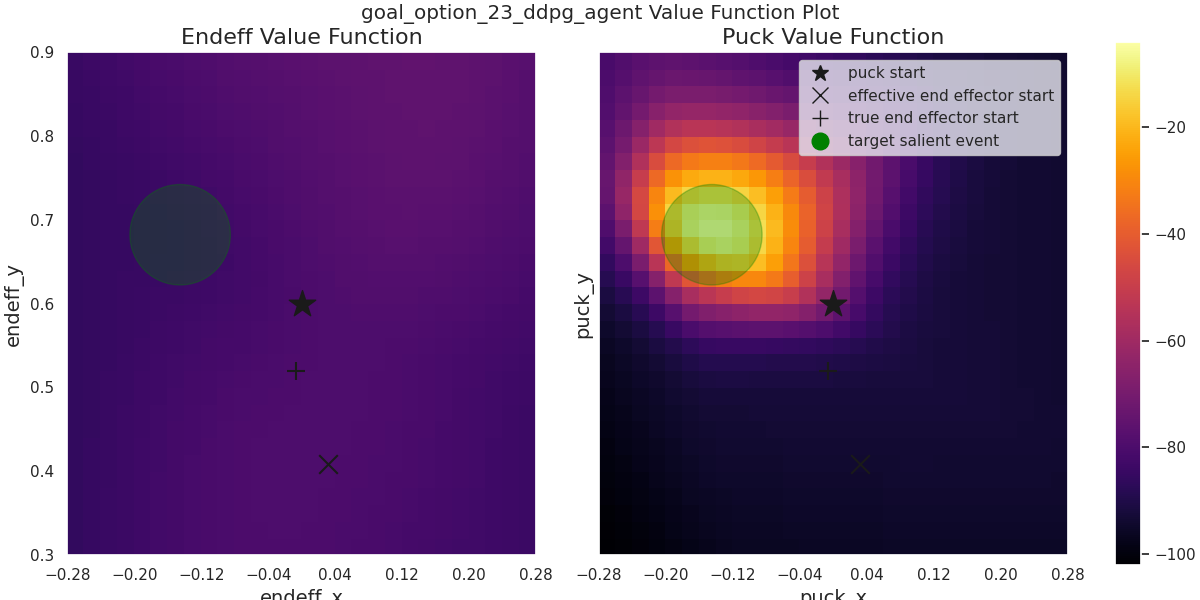 goal_option_23_ddpg_agent Value Function Plot
Endeff Value Function
Puck Value Function
puck start
effective end effector start
true end effector start
target salient event
0.9
0.8
0.7
0.6
0.5
0.4
0.3
endeff_y
−0.28 −0.20 −0.12 −0.04 0.04 0.12 0.20 0.28
endeff_x
puck_y
−0.28 −0.20 −0.12 −0.04 0.04 0.12 0.20 0.28
puck_x
−20
−40
−60
−80
−100